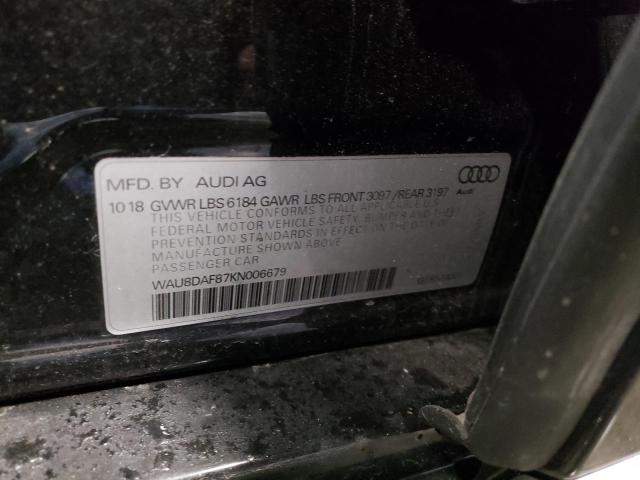 MFD. BY AUDI AG
Audi
10 18 GVWR LBS 6184 GAWR LBS FRONT 3097 / REAR 3197
THIS VEHICLE CONFORMS TO ALL APPLICABLE U.S.
FEDERAL MOTOR VEHICLE SAFETY, BUMPER AND THEFT
PREVENTION STANDARDS IN EFFECT ON THE DATE OF
MANUFACTURE SHOWN ABOVE
PASSENGER CAR
WAU8DAF87KN006679